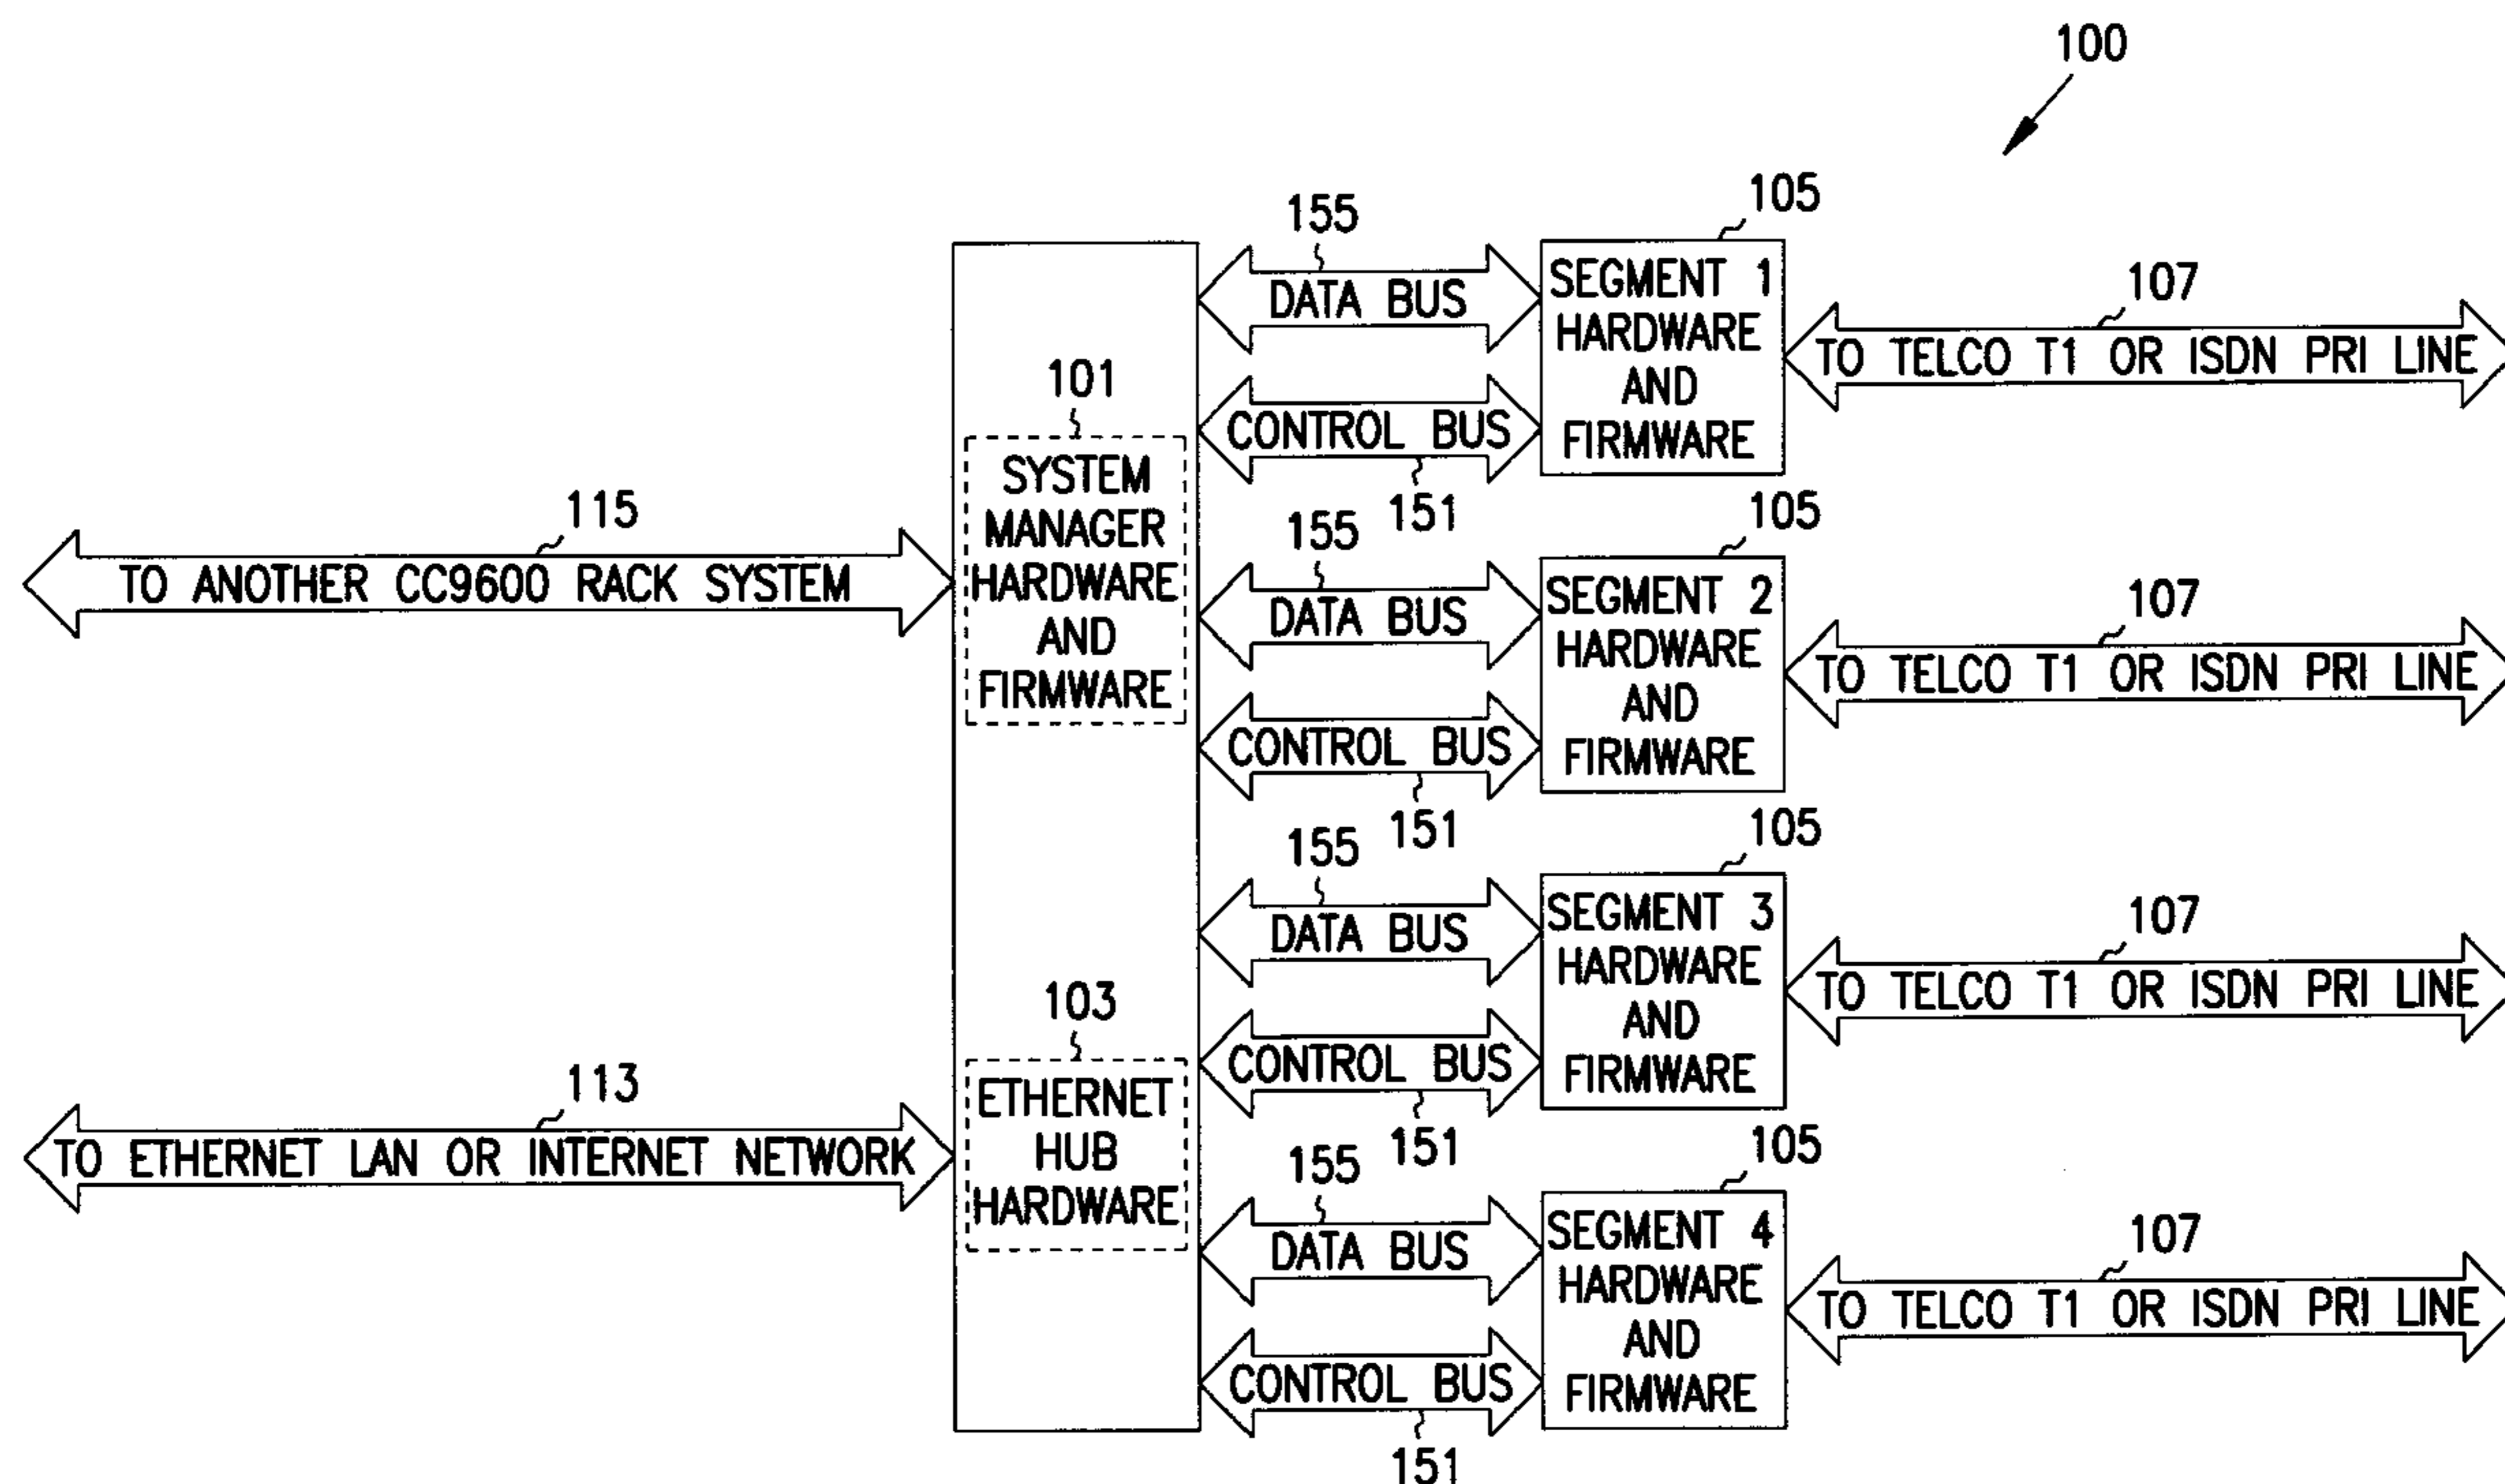 100
105
155
SEGMENT 1
HARDWARE
AND
FIRMWARE
DATA BUS
107
TO TELCO T1 OR ISDN PRI LINE
CONTROL BUS
151
101
SYSTEM
MANAGER
HARDWARE
AND
FIRMWARE
115
TO ANOTHER CC9600 RACK SYSTEM
105
155
SEGMENT 2
HARDWARE
AND
FIRMWARE
DATA BUS
107
TO TELCO T1 OR ISDN PRI LINE
CONTROL BUS
151
105
155
SEGMENT 3
HARDWARE
AND
FIRMWARE
DATA BUS
107
TO TELCO T1 OR ISDN PRI LINE
CONTROL BUS
151
103
ETHERNET
HUB
HARDWARE
113
TO ETHERNET LAN OR INTERNET NETWORK
105
155
SEGMENT 4
HARDWARE
AND
FIRMWARE
DATA BUS
107
TO TELCO T1 OR ISDN PRI LINE
CONTROL BUS
151